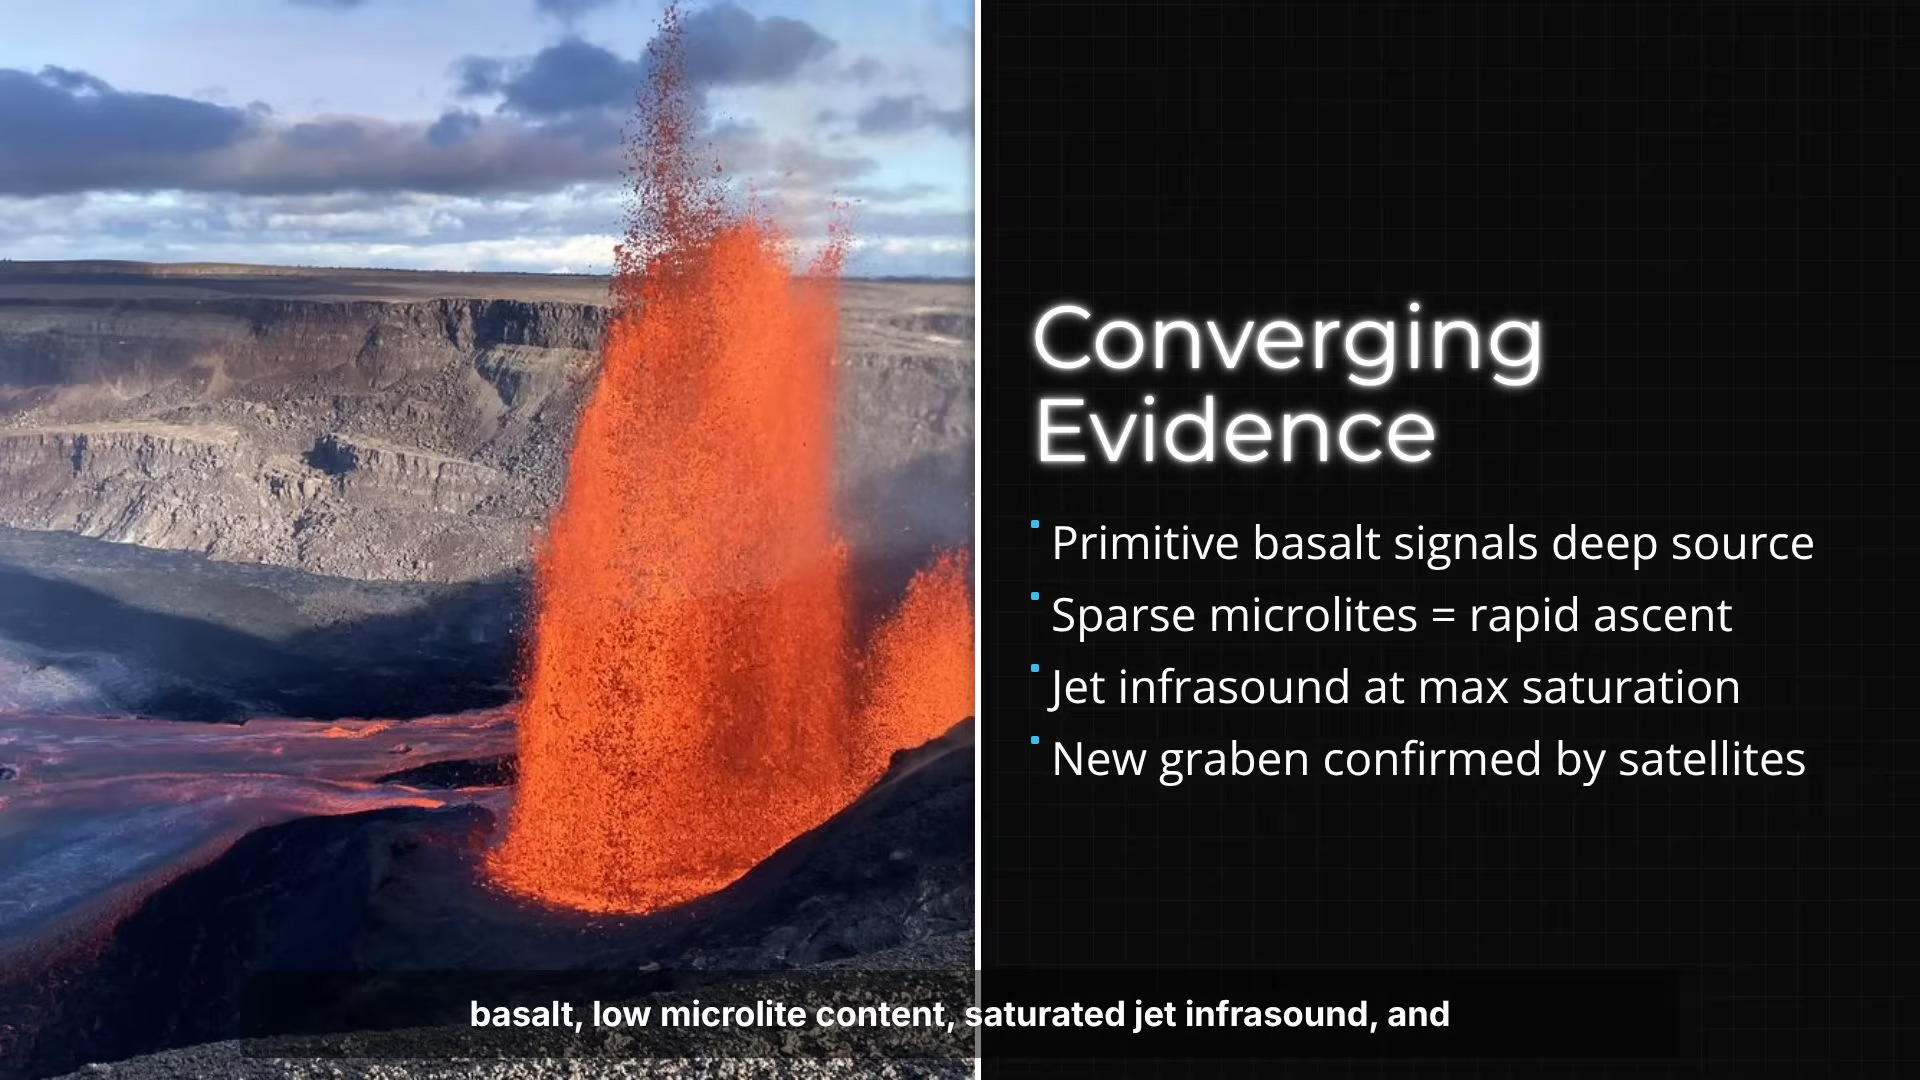 Converging
Evidence
Primitive basalt signals deep source
Sparse microlites = rapid ascent
Jet infrasound at max saturation
New graben confirmed by satellites
basalt, low microlite content, saturated jet infrasound, and